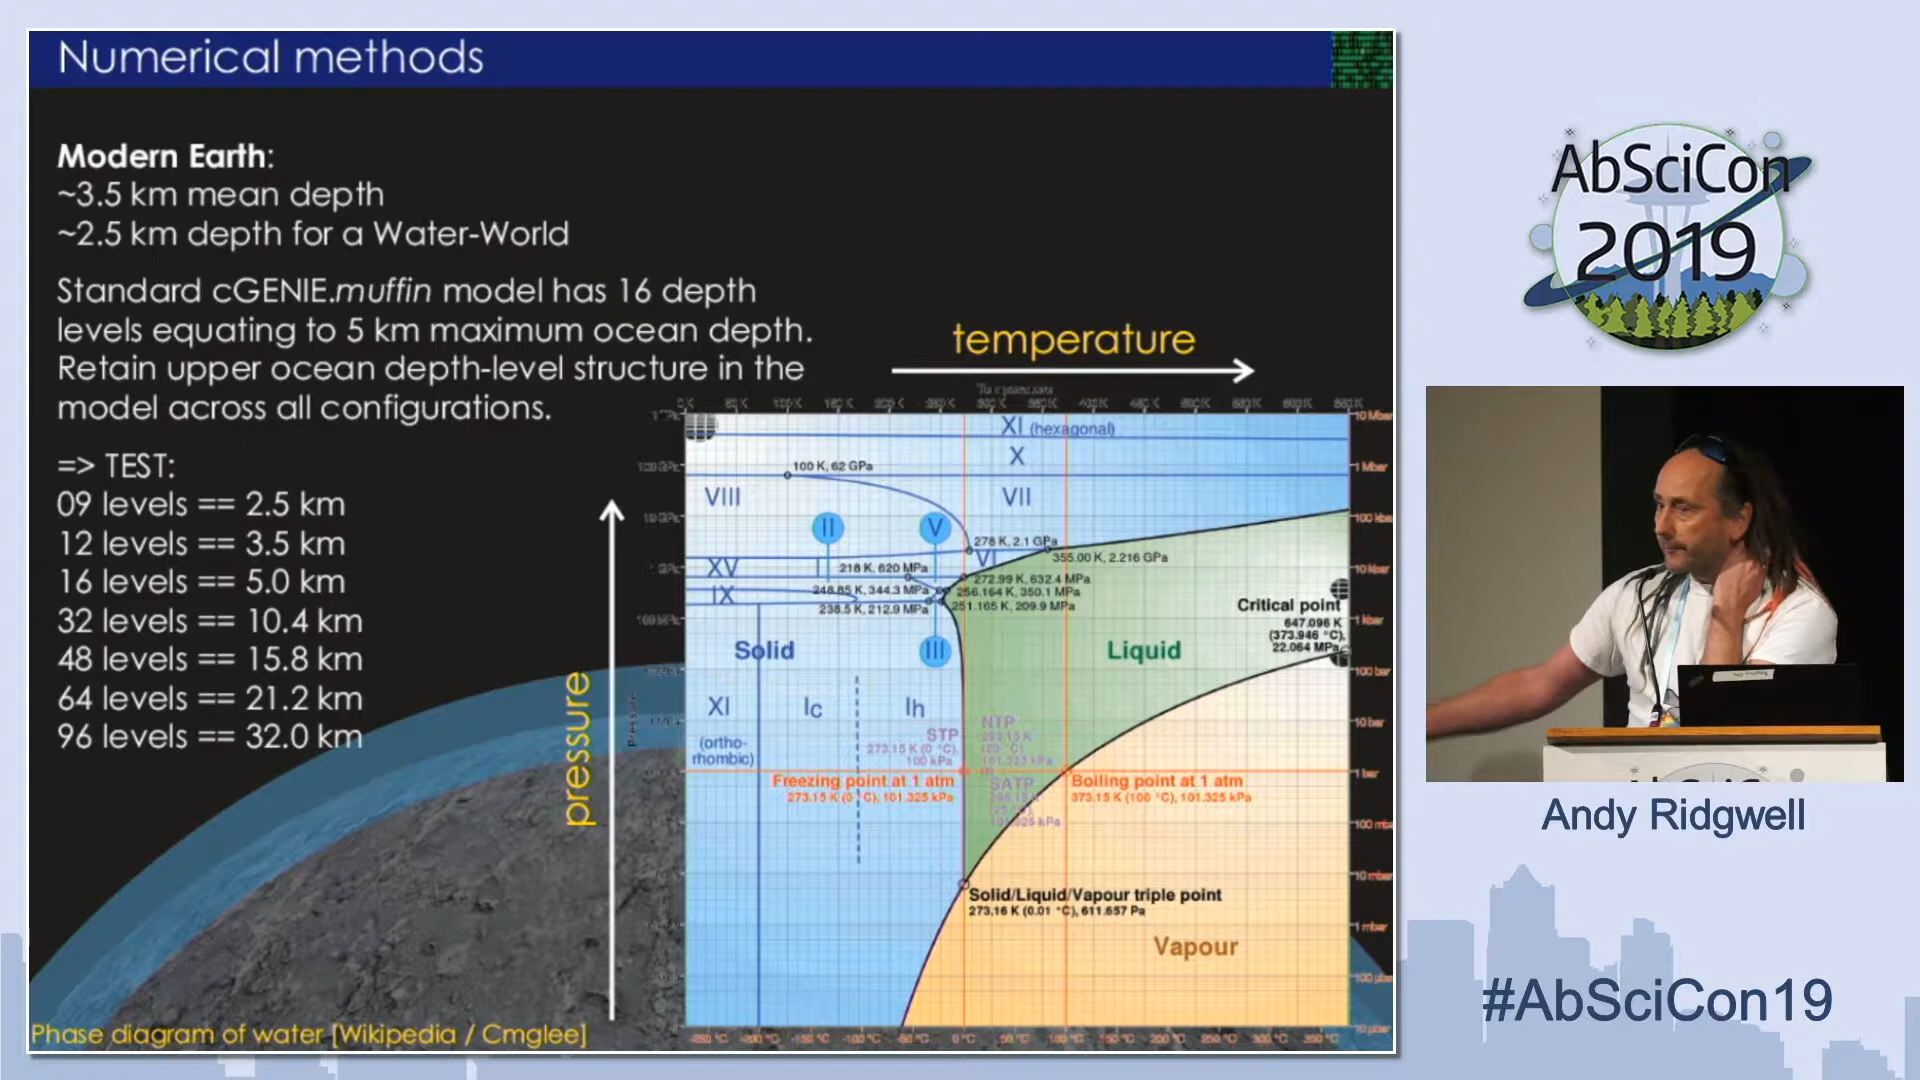 Numerical methods
Modern Earth:
~3.5 km mean depth
~2.5 km depth for a Water-World
Standard cGENIE.muffin model has 16 depth
levels equating to 5 km maximum ocean depth.
Retain upper ocean depth-level structure in the
model across all configurations.
=> TEST:
09 levels == 2.5 km
12 levels == 3.5 km
16 levels == 5.0 km
32 levels == 10.4 km
48 levels == 15.8 km
64 levels == 21.2 km
96 levels == 32.0 km
temperature
pressure
XI (hexagonal)
X
100 K, 62 GPa
VIII
VII
II
V
278 K, 2.1 GPa
VI
355.00 K, 2.216 GPa
XV
218 K, 620 MPa
272.99 K, 632.4 MPa
IX
248.85 K, 344.3 MPa
256.164 K, 350.1 MPa
238.5 K, 212.9 MPa
251.165 K, 209.9 MPa
Critical point
647.096 K
(373.946 °C),
22.064 MPa
Solid
III
Liquid
XI
(ortho-
rhombic)
Ic
Ih
STP
273.15 K (0 °C),
100 kPa
NTP
101.325 kPa
SATP
Freezing point at 1 atm
273.15 K (0 °C), 101.325 kPa
Boiling point at 1 atm
373.15 K (100 °C), 101.325 kPa
Solid/Liquid/Vapour triple point
273.16 K (0.01 °C), 611.657 Pa
Vapour
Phase diagram of water [Wikipedia / Cmglee]
AbSciCon
2019
Andy Ridgwell
#AbSciCon19